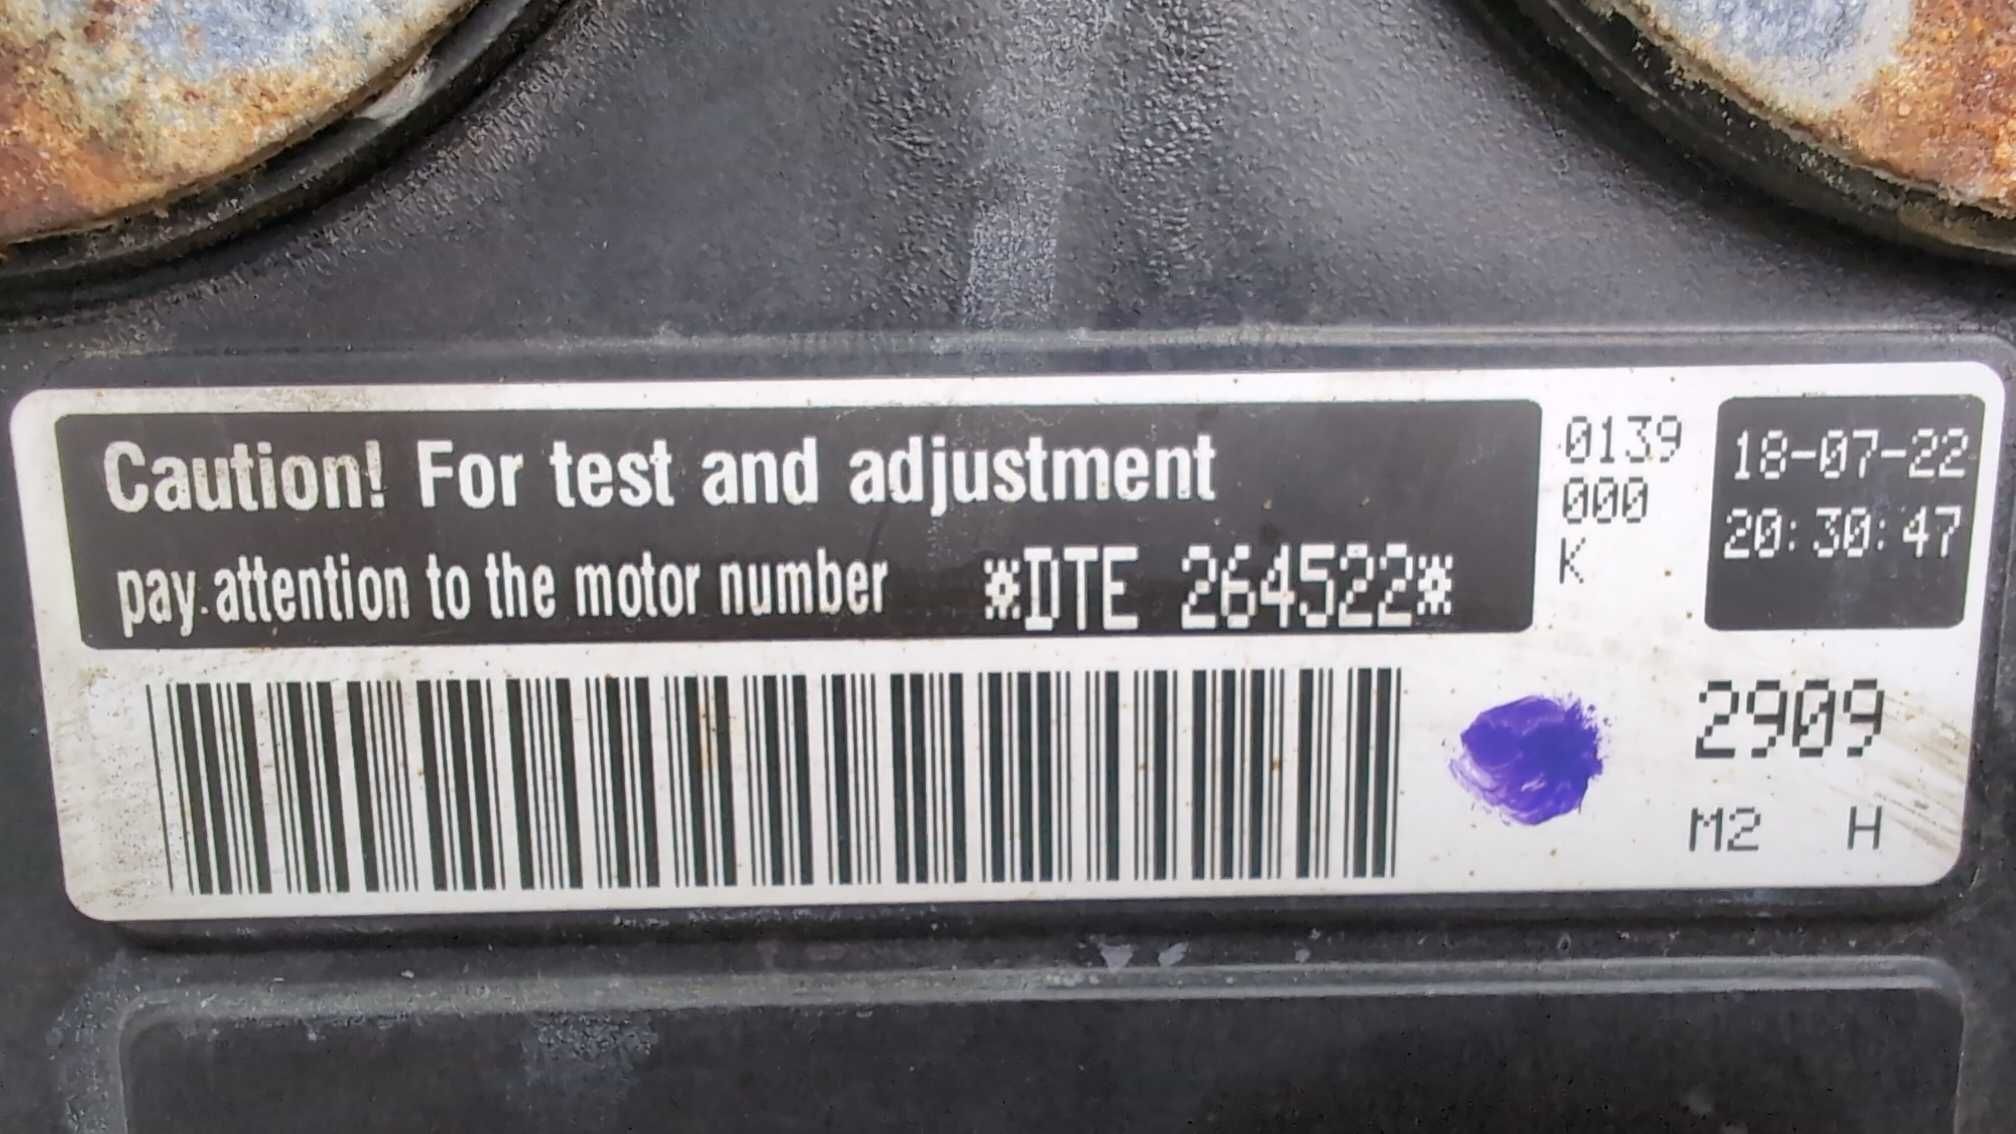 Caution! For test and adjustment
pay attention to the motor number *DTE 264522*
0139
000
K
18-07-22
20:30:47
2909
M2 H